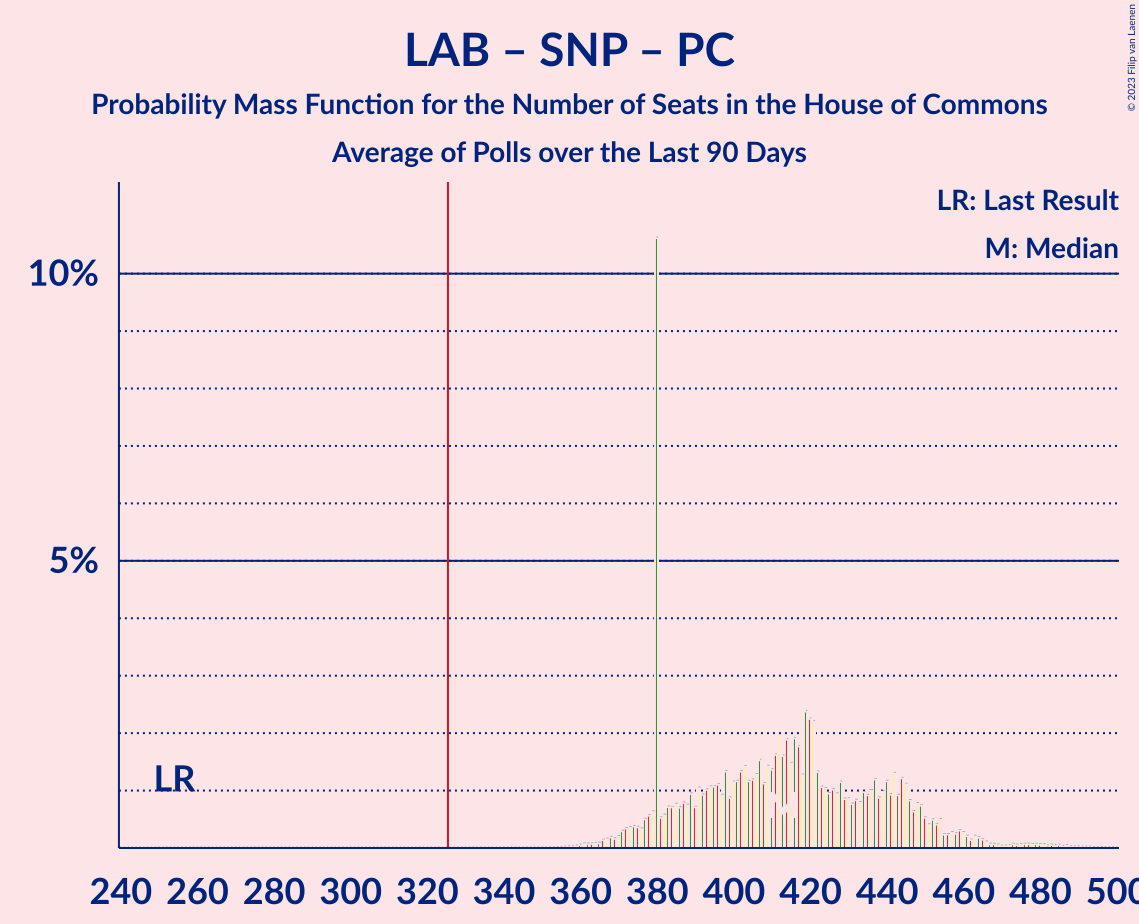 LAB – SNP – PC
Probability Mass Function for the Number of Seats in the House of Commons
Average of Polls over the Last 90 Days
© 2023 Filip van Laenen
LR: Last Result
M: Median
10%
5%
LR
240 260 280 300 320 340 360 380 400 420 440 460 480 500